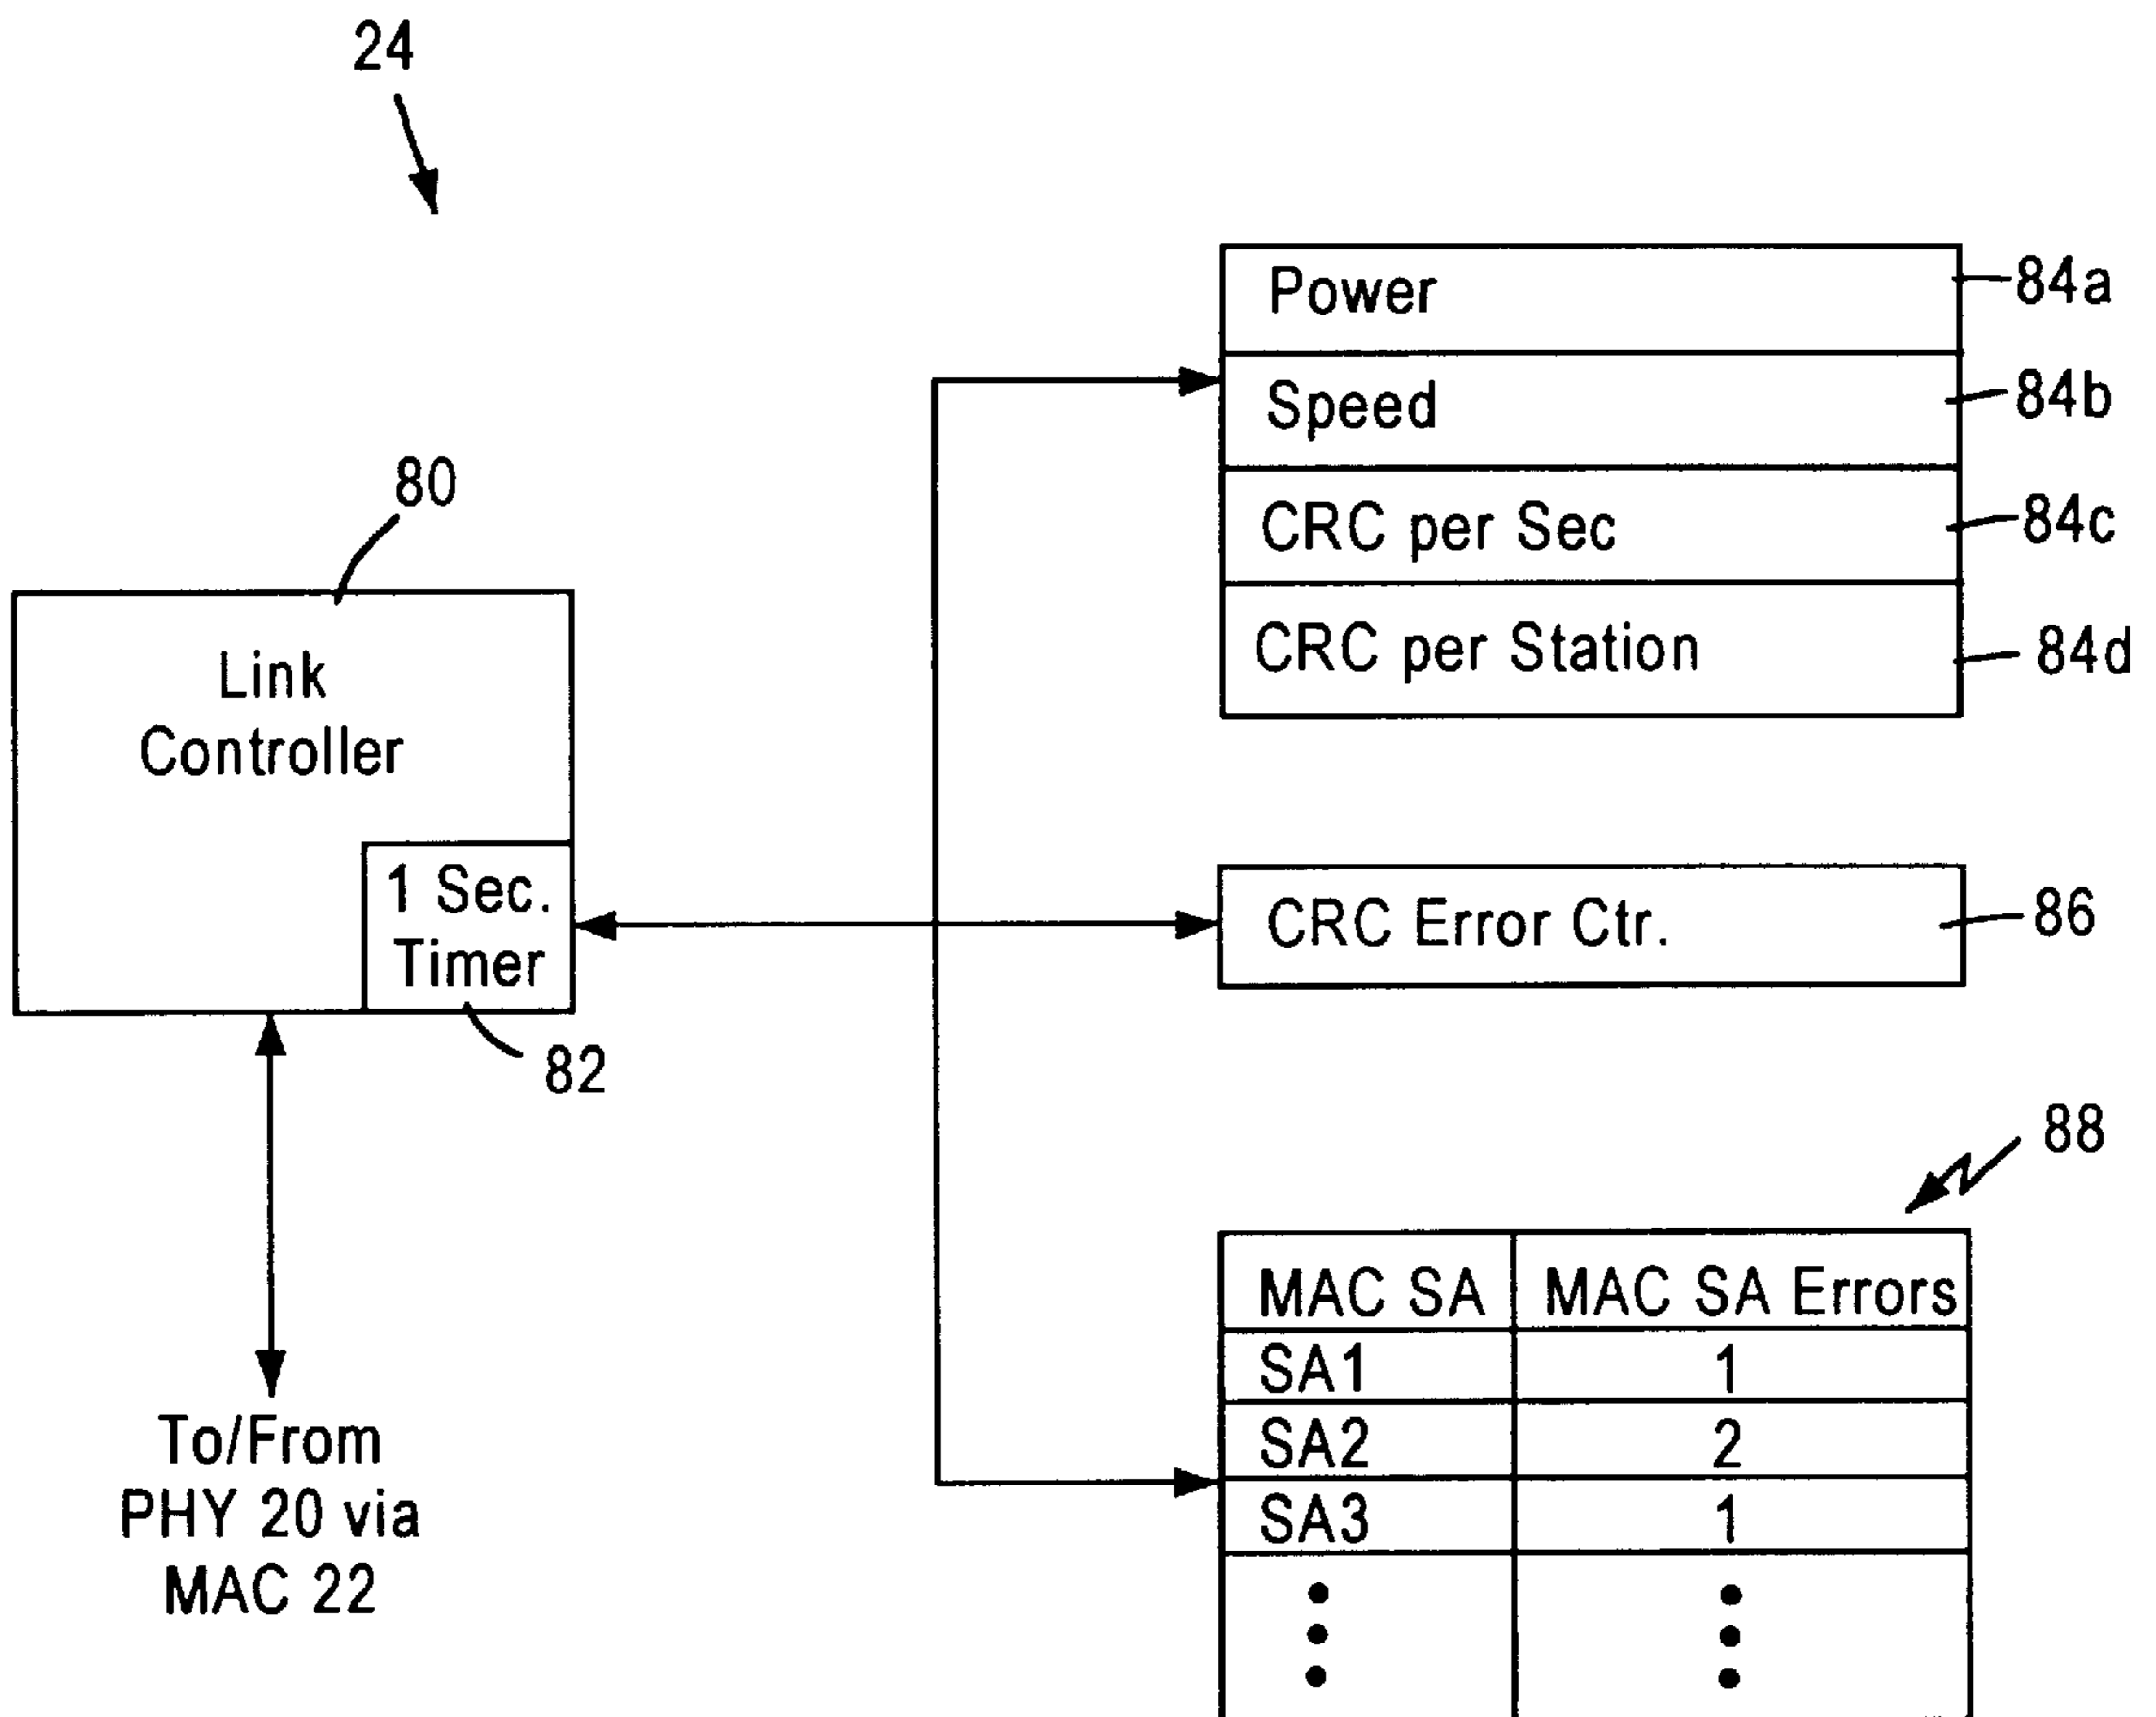 24
Power
84a
Speed
84b
80
CRC per Sec
84c
CRC per Station
84d
Link
Controller
1 Sec.
Timer
82
CRC Error Ctr.
86
88
MAC SA MAC SA Errors
SA1 1
SA2 2
SA3 1
To/From
PHY 20 via
MAC 22